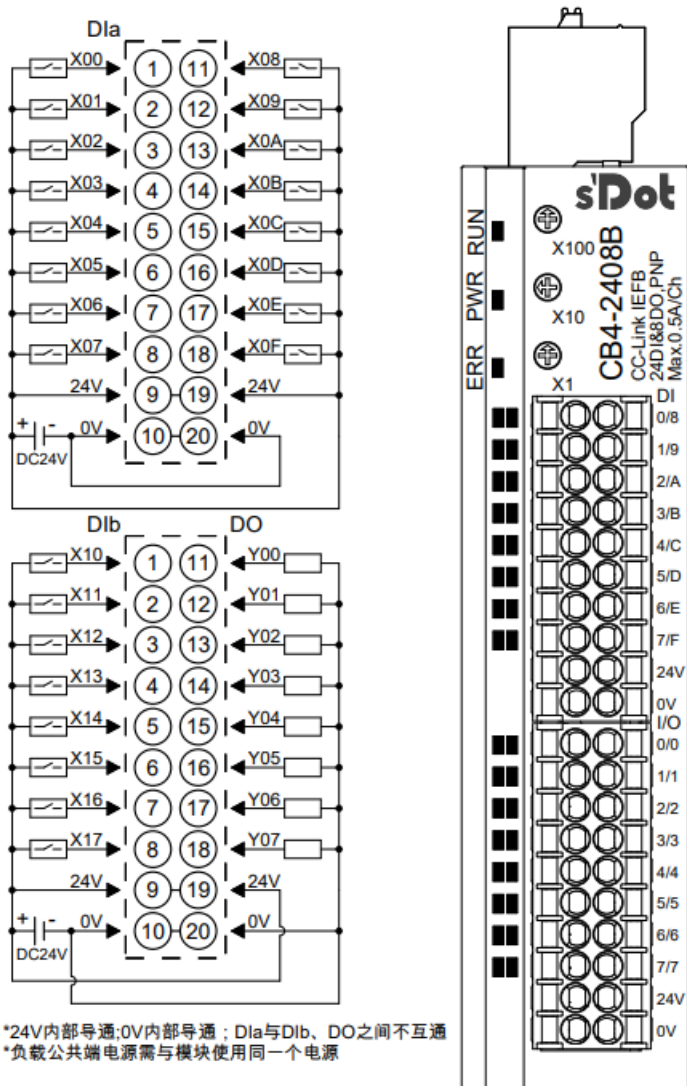 DIa
X00 1 11 X08
X01 2 12 X09
X02 3 13 X0A
X03 4 14 X0B
X04 5 15 X0C
X05 6 16 X0D
X06 7 17 X0E
X07 8 18 X0F
24V 9 19 24V
+ - 0V 10 20 0V
DC24V
DIb DO
X10 1 11 Y00
X11 2 12 Y01
X12 3 13 Y02
X13 4 14 Y03
X14 5 15 Y04
X15 6 16 Y05
X16 7 17 Y06
X17 8 18 Y07
24V 9 19 24V
+ - 0V 10 20 0V
DC24V
*24V内部导通;0V内部导通；DIa与DIb、DO之间不互通
*负载公共端电源需与模块使用同一个电源
s'Dot
RUN
PWR
ERR
X100
X10
X1
CB4-2408B
CC-Link IEFB
24DI&8DO,PNP
Max.0.5A/Ch
DI
0/8
1/9
2/A
3/B
4/C
5/D
6/E
7/F
24V
0V
I/O
0/0
1/1
2/2
3/3
4/4
5/5
6/6
7/7
24V
0V